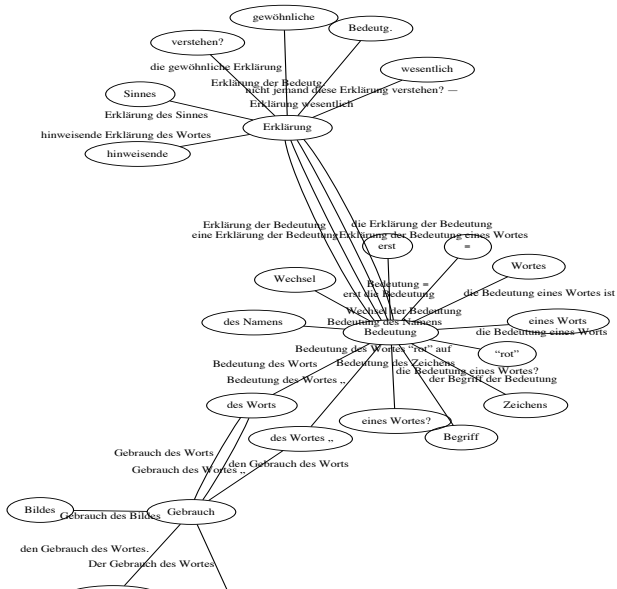 gewöhnliche
Bedeutg.
verstehen?
die gewöhnliche Erklärung
wesentlich
Erklärung der Bedeutg.
nicht jemand diese Erklärung verstehen? —
Sinnes
Erklärung wesentlich
Erklärung des Sinnes
Erklärung
hinweisende Erklärung des Wortes
hinweisende
Erklärung der Bedeutung
die Erklärung der Bedeutung
eine Erklärung der Bedeutung
Erklärung der Bedeutung eines Wortes
erst
=
Wortes
Wechsel
Bedeutung =
erst die Bedeutung
die Bedeutung eines Wortes ist
Wechsel der Bedeutung
des Namens
Bedeutung des Namens
eines Worts
Bedeutung
die Bedeutung eines Worts
Bedeutung des Wortes “rot” auf
“rot”
Bedeutung des Worts
Bedeutung des Zeichens
die Bedeutung eines Wortes?
Bedeutung des Wortes „
der Begriff der Bedeutung
des Worts
Zeichens
eines Wortes?
des Wortes „
Begriff
Gebrauch des Worts
den Gebrauch des Worts
Gebrauch des Wortes „
Bildes
Gebrauch des Bildes
Gebrauch
den Gebrauch des Wortes.
Der Gebrauch des Wortes